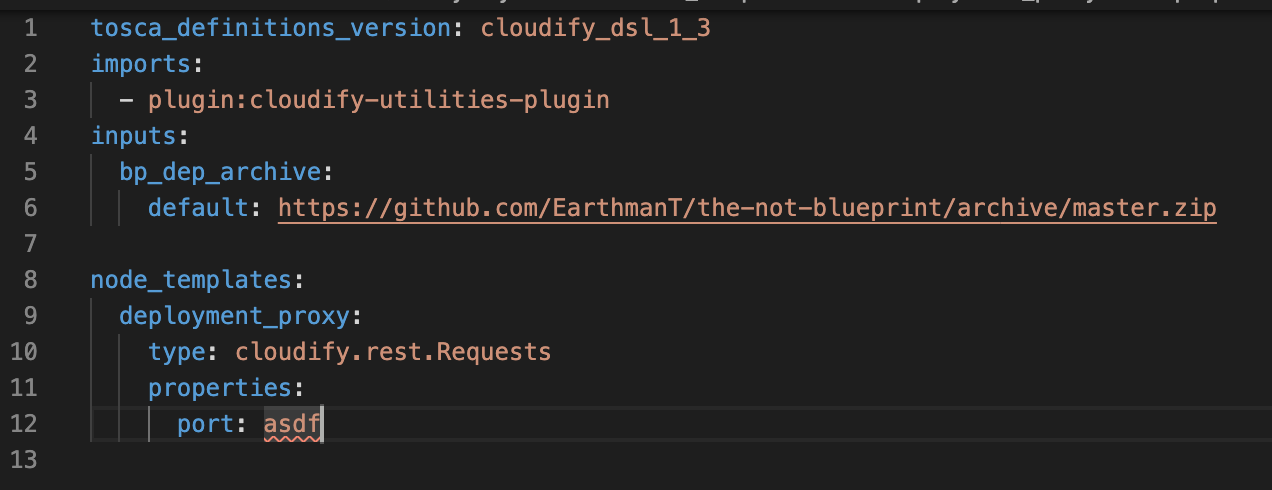 1 tosca_definitions_version: cloudify_dsl_1_3
2 imports:
3   - plugin:cloudify-utilities-plugin
4 inputs:
5   bp_dep_archive:
6     default: https://github.com/EarthmanT/the-not-blueprint/archive/master.zip
7
8 node_templates:
9   deployment_proxy:
10     type: cloudify.rest.Requests
11     properties:
12       port: asdf
13